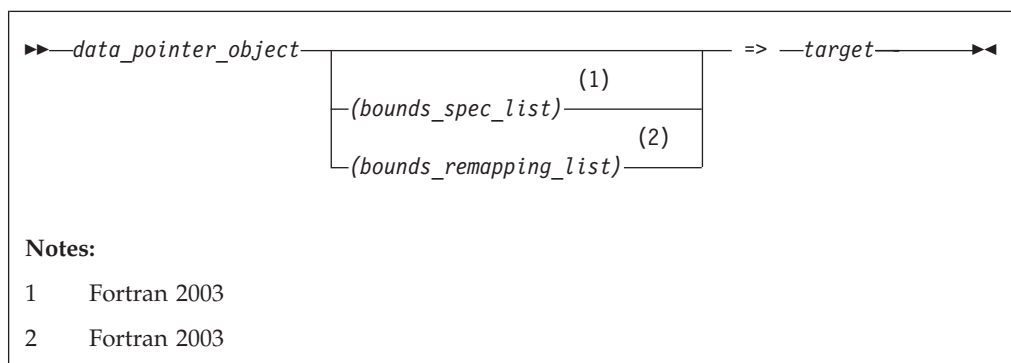 ▶▶—data_pointer_object— => —target—▶◀
(1)
(bounds_spec_list)
(2)
(bounds_remapping_list)
Notes:
1 Fortran 2003
2 Fortran 2003